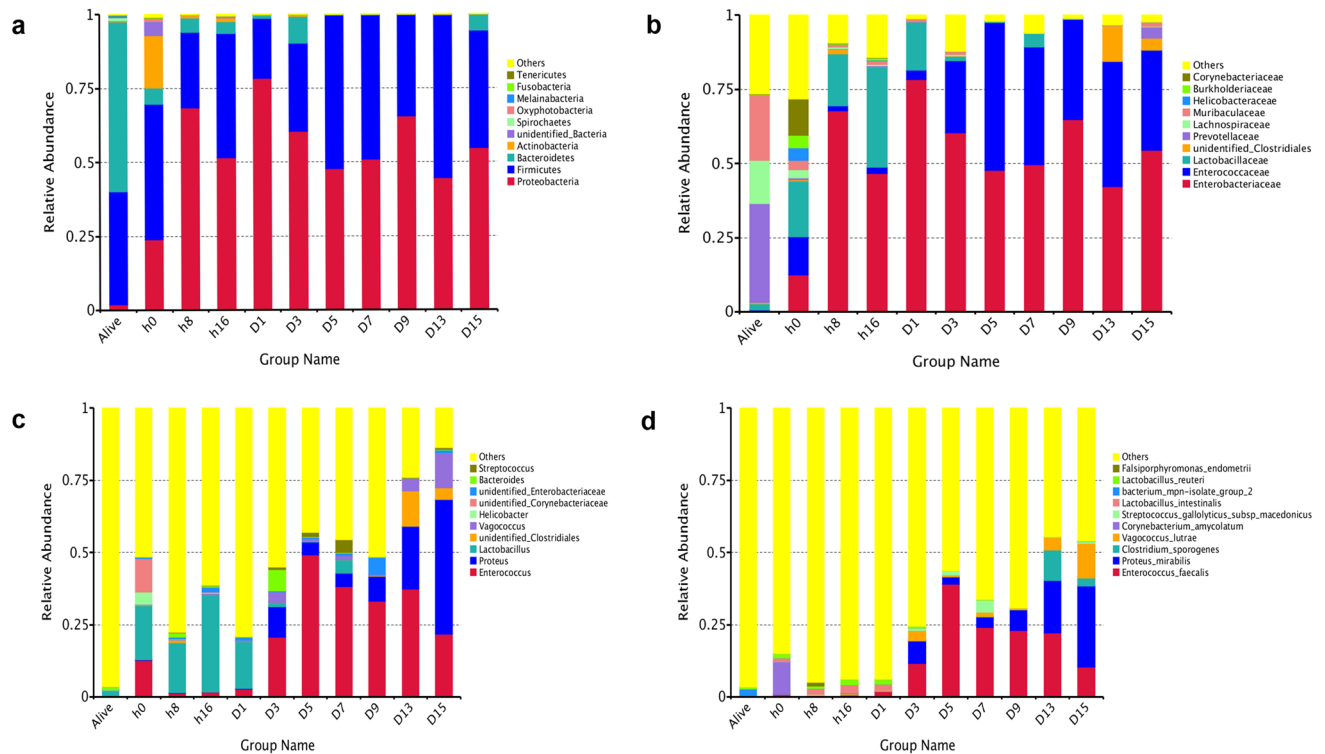 a
Relative Abundance
1
0.75
0.5
0.25
0
Alive h0 h8 h16 D1 D3 D5 D7 D9 D13 D15
Group Name
Others
Tenericutes
Fusobacteria
Melainabacteria
Oxyphotobacteria
Spirochaetes
unidentified_Bacteria
Actinobacteria
Bacteroidetes
Firmicutes
Proteobacteria
b
Relative Abundance
1
0.75
0.5
0.25
0
Alive h0 h8 h16 D1 D3 D5 D7 D9 D13 D15
Group Name
Others
Corynebacteriaceae
Burkholderiaceae
Helicobacteraceae
Muribaculaceae
Lachnospiraceae
Prevotellaceae
unidentified_Clostridiales
Lactobacillaceae
Enterococcaceae
Enterobacteriaceae
c
Relative Abundance
1
0.75
0.5
0.25
0
Alive h0 h8 h16 D1 D3 D5 D7 D9 D13 D15
Group Name
Others
Streptococcus
Bacteroides
unidentified_Enterobacteriaceae
unidentified_Corynebacteriaceae
Helicobacter
Vagococcus
unidentified_Clostridiales
Lactobacillus
Proteus
Enterococcus
d
Relative Abundance
1
0.75
0.5
0.25
0
Alive h0 h8 h16 D1 D3 D5 D7 D9 D13 D15
Group Name
Others
Falsiporphyromonas_endometrii
Lactobacillus_reuteri
bacterium_mpn-isolate_group_2
Lactobacillus_intestinalis
Streptococcus_gallolyticus_subsp_macedonicus
Corynebacterium_amycolatum
Vagococcus_lutrae
Clostridium_sporogenes
Proteus_mirabilis
Enterococcus_faecalis